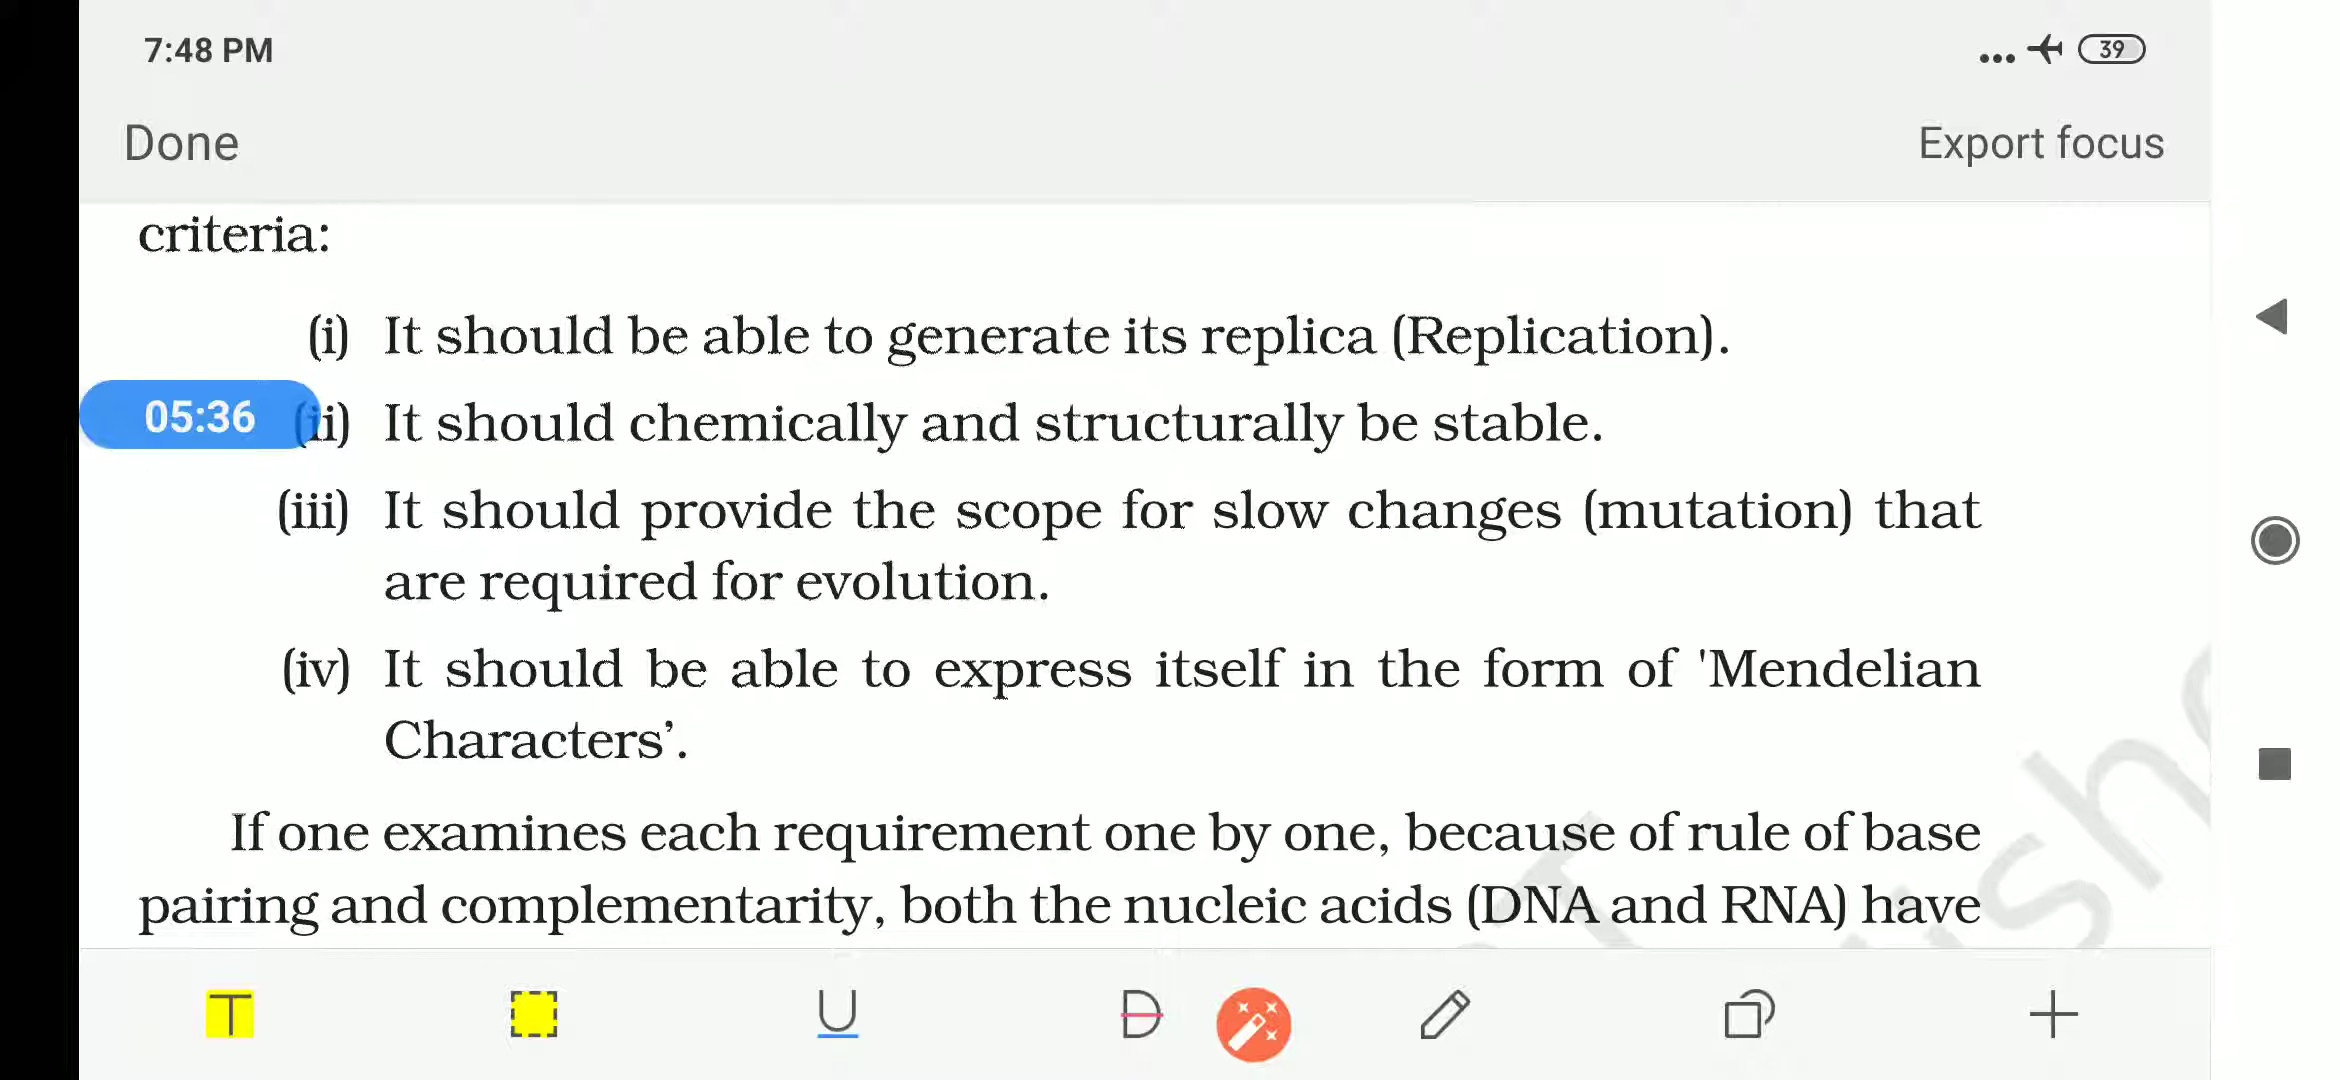 7:48 PM
39
Done
Export focus
criteria:
(i) It should be able to generate its replica (Replication).
05:36
(ii) It should chemically and structurally be stable.
(iii) It should provide the scope for slow changes (mutation) that
are required for evolution.
(iv) It should be able to express itself in the form of 'Mendelian
Characters’.
If one examines each requirement one by one, because of rule of base
pairing and complementarity, both the nucleic acids (DNA and RNA) have